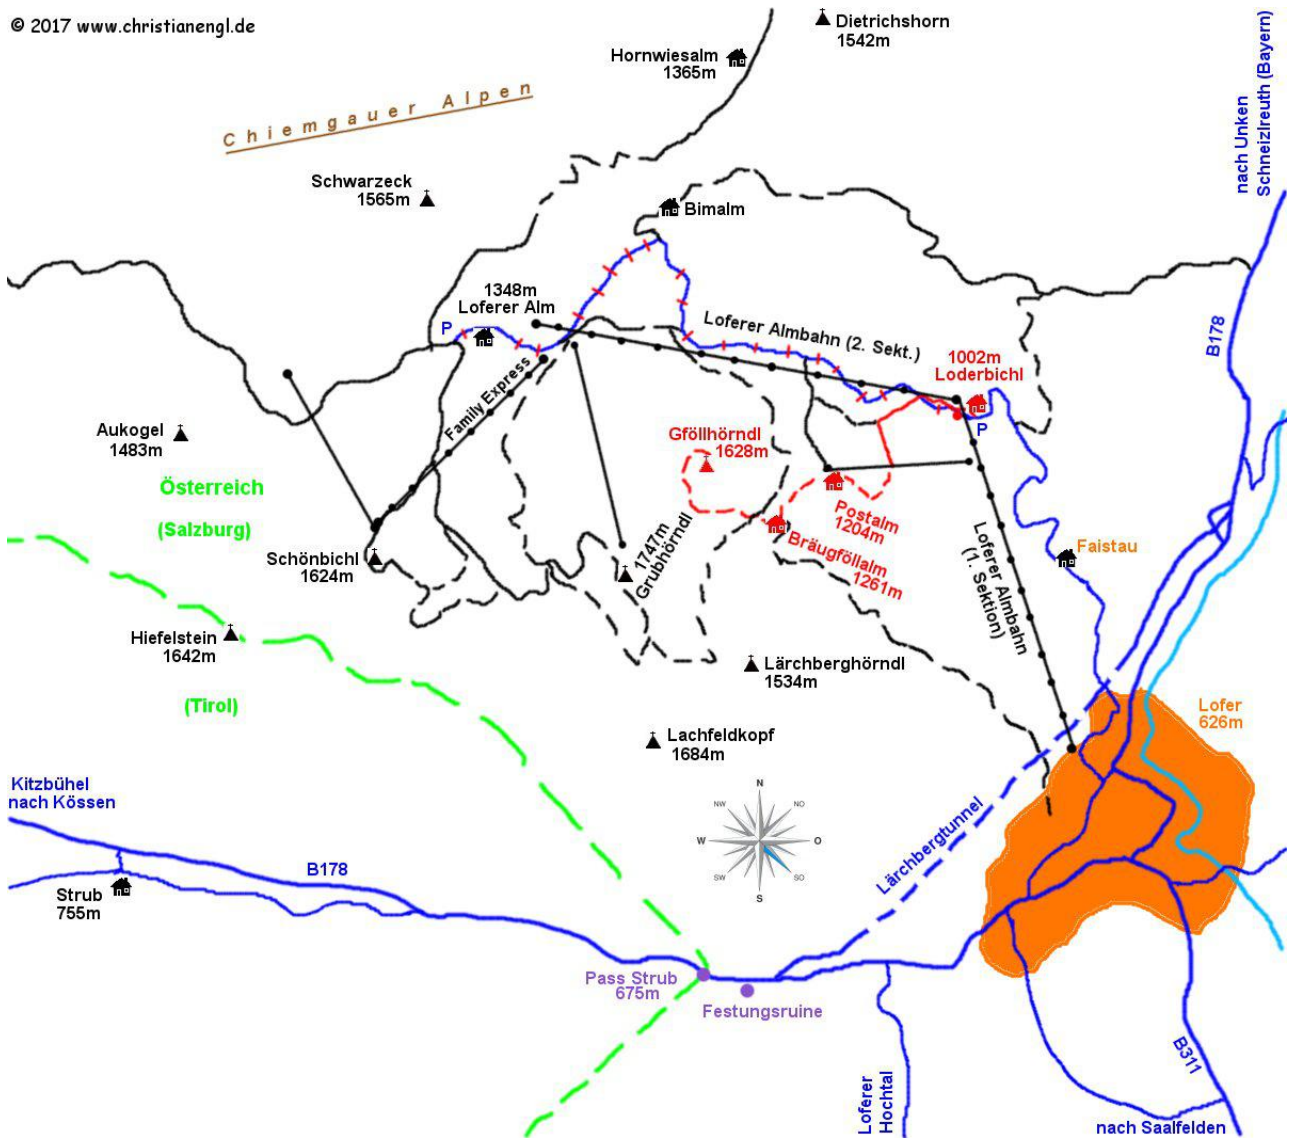 © 2017 www.christianengl.de
Dietrichshorn
1542m
Hornwiesalm
1365m
Chiemgauer Alpen
nach Unken
Schneizlreuth (Bayern)
Schwarzeck
1565m
Bimalm
1348m
Loferer Alm
P
Loferer Almbahn (2. Sekt.)
B178
1002m
Loderbichl
P
Family Express
Aukogel
1483m
Gföllhörndl
1628m
Österreich
(Salzburg)
Postalm
1204m
Bräugföllalm
1261m
Loferer Almbahn
(1. Sektion)
Faistau
Schönbichl
1624m
1747m
Grubhörndl
Hiefelstein
1642m
Lärchberghörndl
1534m
(Tirol)
Lofer
626m
Lachfeldkopf
1684m
Kitzbühel
nach Kössen
N
NW
NO
W
O
SW
SO
S
Lärchbergtunnel
B178
Strub
755m
Pass Strub
675m
Festungsruine
B311
Loferer
Hochtal
nach Saalfelden